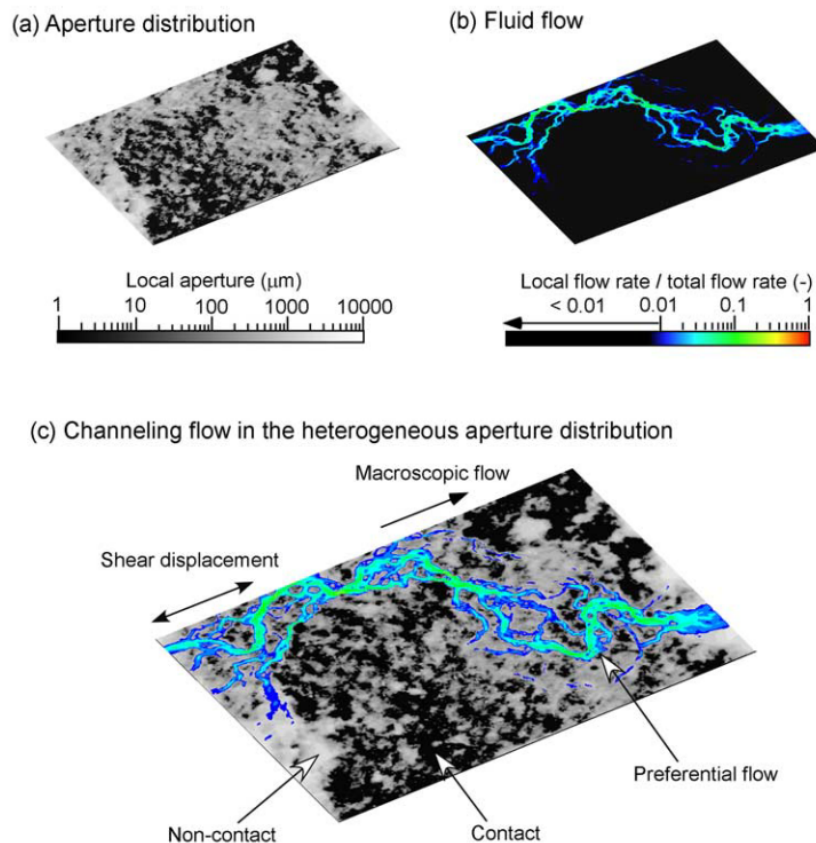 (a) Aperture distribution
(b) Fluid flow
Local aperture (μm)
1 10 100 1000 10000
Local flow rate / total flow rate (-)
< 0.01 0.01 0.1 1
(c) Channeling flow in the heterogeneous aperture distribution
Macroscopic flow
Shear displacement
Preferential flow
Non-contact
Contact